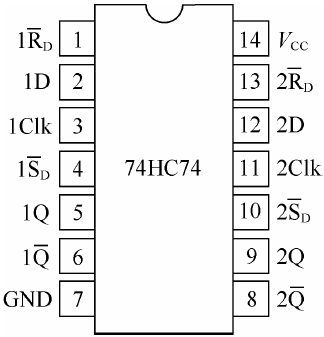 1R̅D 1 14 VCC
1D 2 13 2R̅D
1Clk 3 12 2D
1S̅D 4 74HC74 11 2Clk
1Q 5 10 2S̅D
1Q̅ 6 9 2Q
GND 7 8 2Q̅